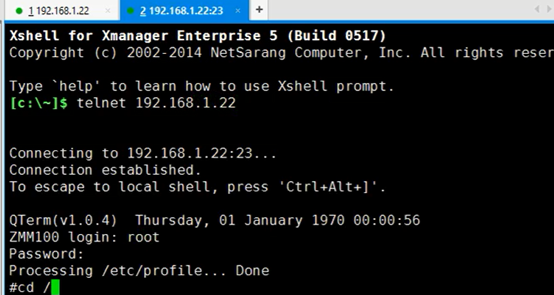 1 192.168.1.22
2 192.168.1.22:23
Xshell for Xmanager Enterprise 5 (Build 0517)
Copyright (c) 2002-2014 NetSarang Computer, Inc. All rights reser
Type `help' to learn how to use Xshell prompt.
[c:\~]$ telnet 192.168.1.22
Connecting to 192.168.1.22:23...
Connection established.
To escape to local shell, press 'Ctrl+Alt+]'.
QTerm(v1.0.4)  Thursday, 01 January 1970 00:00:56
ZMM100 login: root
Password:
Processing /etc/profile... Done
#cd /